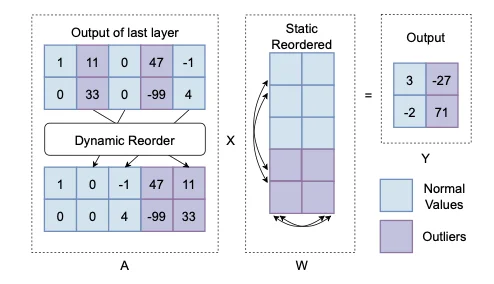 Output of last layer
1 11 0 47 -1
0 33 0 -99 4
Dynamic Reorder
1 0 -1 47 11
0 0 4 -99 33
A
X
Static
Reordered
W
=
Output
3 -27
-2 71
Y
Normal
Values
Outliers